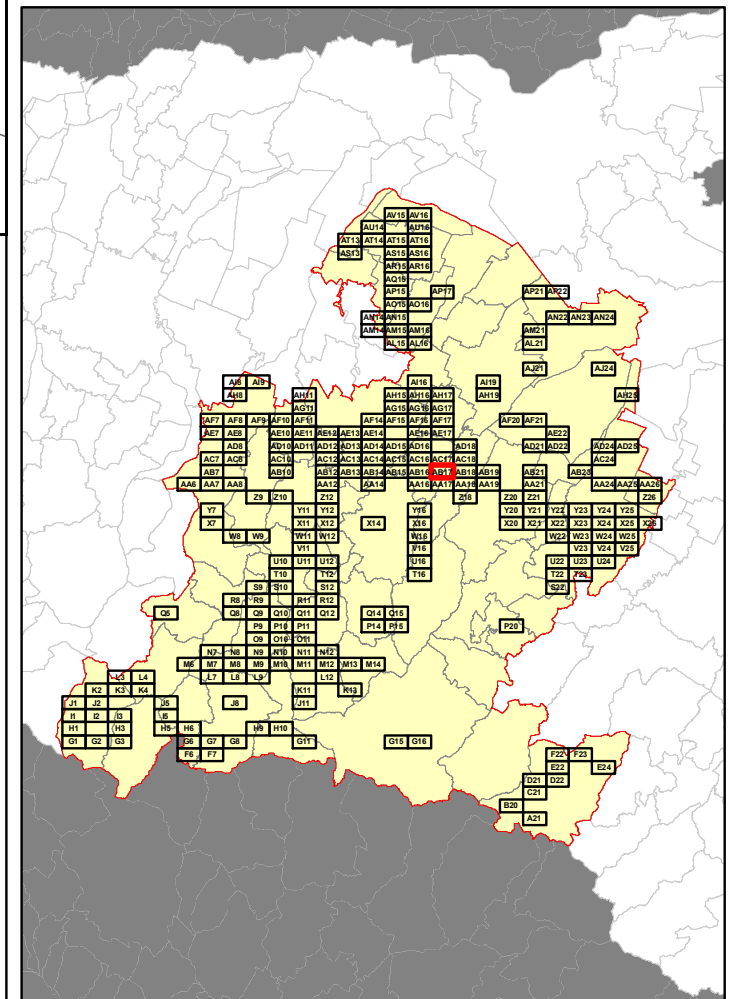 AV15 AV16
AU14 AU16
AT13 AT14 AT15 AT16
AS13 AS15 AS16
AR15 AR16
AQ15
AP15 AP17 AP21 AP22
AO15 AO16
AN14 AN15 AN22 AN23 AN24
AM14 AM15 AM16 AM21
AL15 AL16 AL21
AJ21 AJ24
AI8 AI9 AI16 AI19
AH8 AH11 AH15 AH16 AH17 AH19 AH25
AG11 AG15 AG16 AG17
AF7 AF8 AF9 AF10 AF11 AF14 AF15 AF16 AF17 AF20 AF21
AE7 AE8 AE10 AE11 AE12 AE13 AE14 AE16 AE17 AE22
AD8 AD10 AD11 AD12 AD13 AD14 AD15 AD16 AD18 AD21 AD22 AD24 AD25
AC7 AC8 AC10 AC12 AC13 AC14 AC15 AC16 AC17 AC18 AC24
AB7 AB10 AB12 AB13 AB14 AB15 AB16 AB17 AB18 AB19 AB21 AB23
AA6 AA7 AA8 AA12 AA14 AA16 AA17 AA18 AA19 AA21 AA24 AA25 AA26
Z9 Z10 Z12 Z18 Z20 Z21 Z26
Y7 Y11 Y12 Y16 Y20 Y21 Y22 Y23 Y24 Y25
X7 X11 X12 X14 X16 X20 X21 X22 X23 X24 X25 X26
W8 W9 W11 W12 W16 W22 W23 W24 W25
V11 V16 V23 V24 V25
U10 U11 U12 U16 U22 U23 U24
T10 T12 T16 T22 T23
S9 S10 S12 S22
R8 R9 R11 R12
Q5 Q8 Q9 Q10 Q11 Q12 Q14 Q15
P9 P10 P11 P14 P15 P20
O9 O10 O11
N7 N8 N9 N10 N11 N12
M6 M7 M8 M9 M10 M11 M12 M13 M14
L3 L4 L7 L8 L9 L12
K2 K3 K4 K11 K13
J1 J2 J5 J8 J11
I1 I2 I3 I5
H1 H3 H5 H6 H9 H10
G1 G2 G3 G6 G7 G8 G11 G15 G16
F6 F7 F22 F23
E22 E24
D21 D22
C21
B20
A21